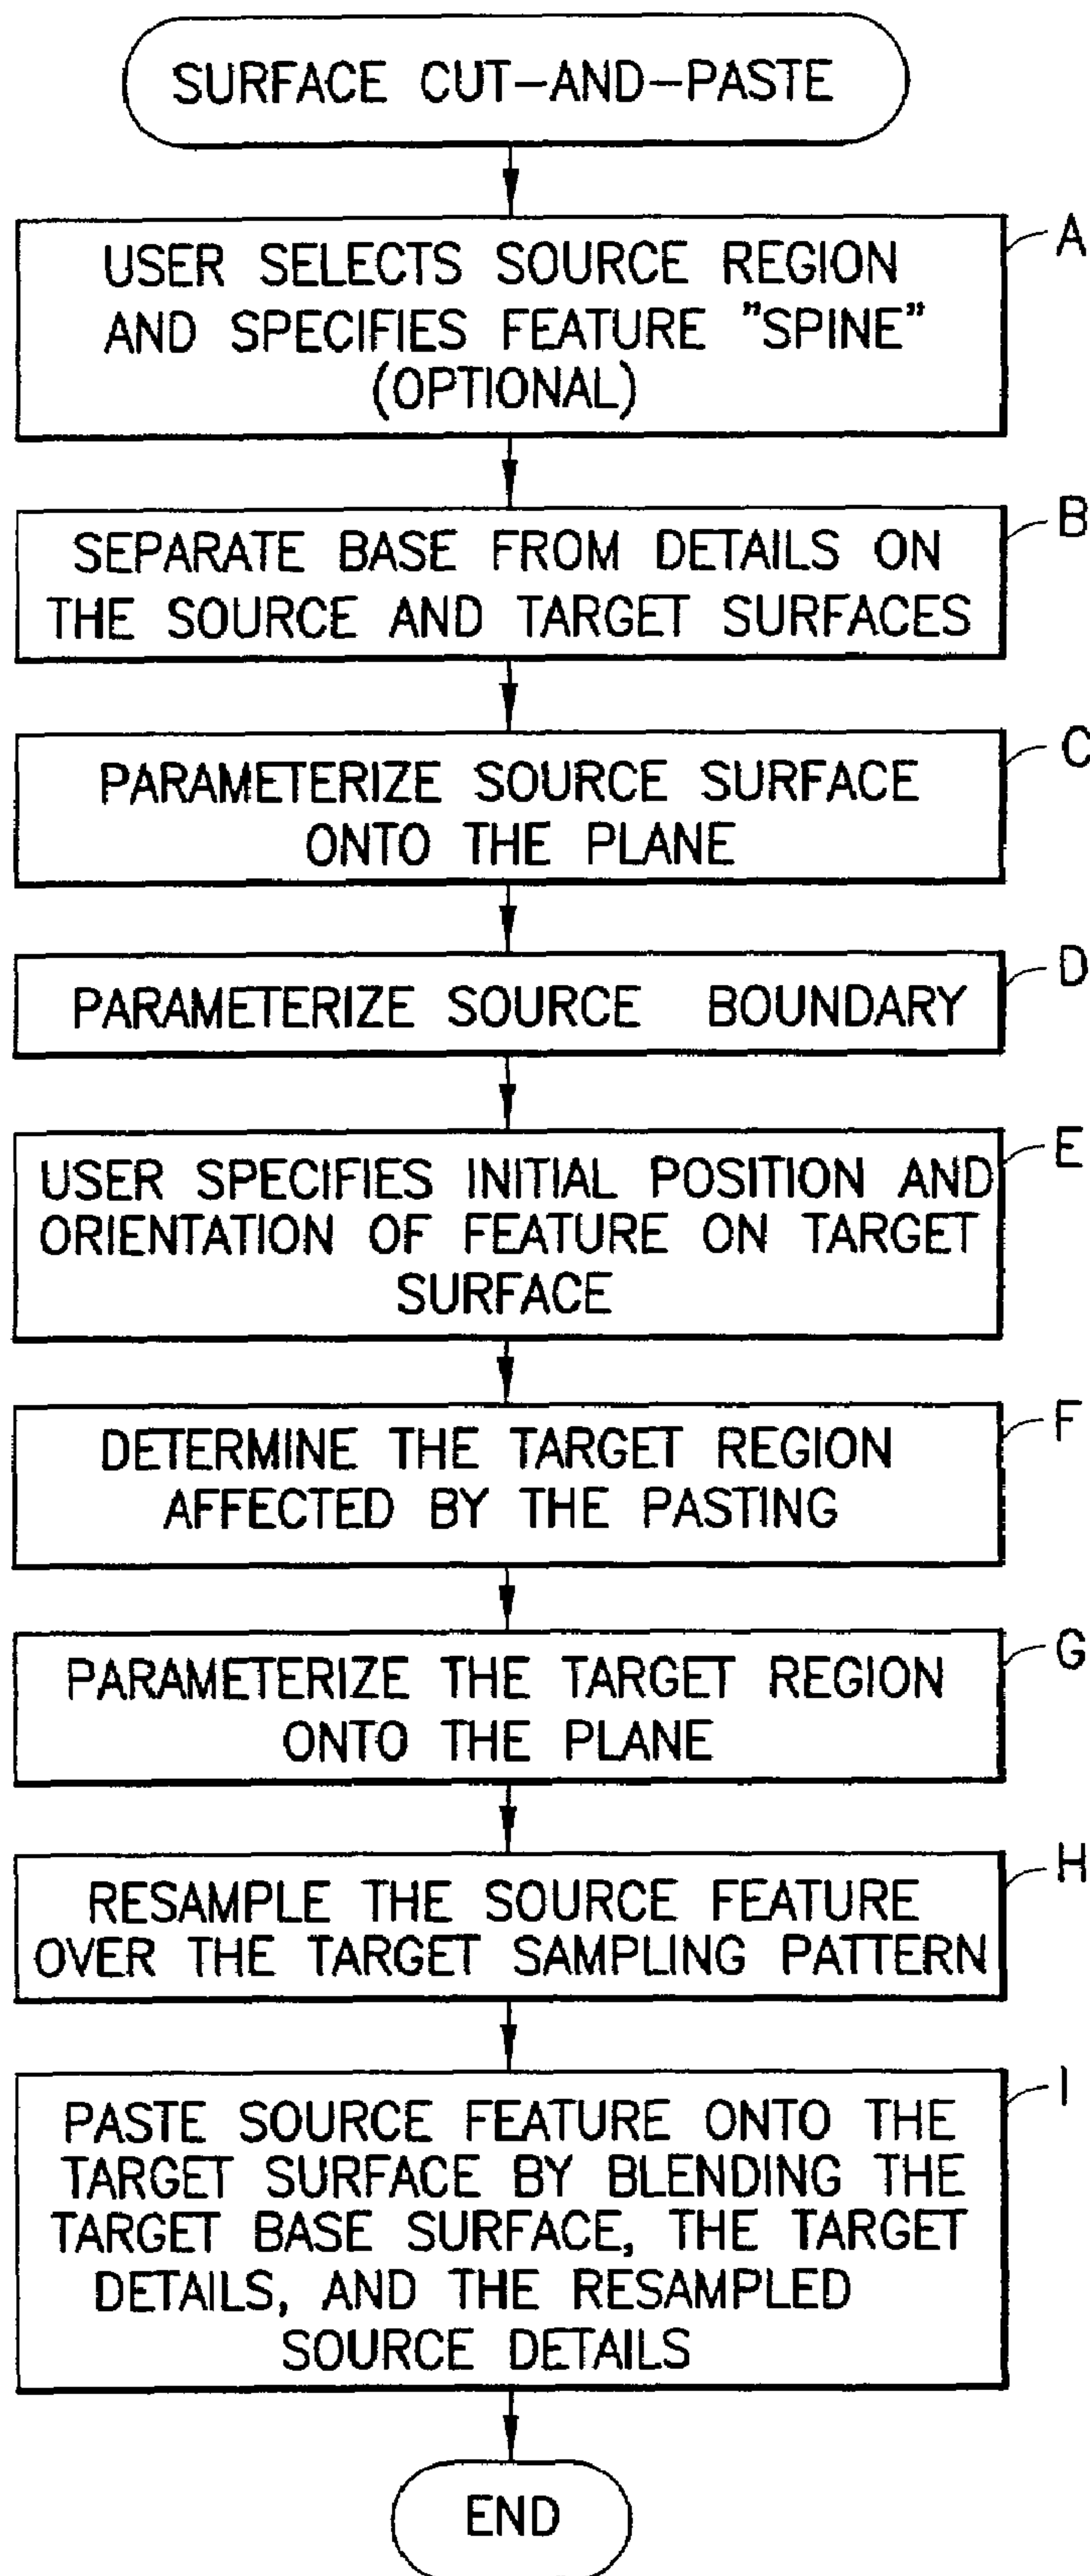 SURFACE CUT-AND-PASTE
A
USER SELECTS SOURCE REGION
AND SPECIFIES FEATURE "SPINE"
(OPTIONAL)
B
SEPARATE BASE FROM DETAILS ON
THE SOURCE AND TARGET SURFACES
C
PARAMETERIZE SOURCE SURFACE
ONTO THE PLANE
D
PARAMETERIZE SOURCE BOUNDARY
E
USER SPECIFIES INITIAL POSITION AND
ORIENTATION OF FEATURE ON TARGET
SURFACE
F
DETERMINE THE TARGET REGION
AFFECTED BY THE PASTING
G
PARAMETERIZE THE TARGET REGION
ONTO THE PLANE
H
RESAMPLE THE SOURCE FEATURE
OVER THE TARGET SAMPLING PATTERN
I
PASTE SOURCE FEATURE ONTO THE
TARGET SURFACE BY BLENDING THE
TARGET BASE SURFACE, THE TARGET
DETAILS, AND THE RESAMPLED
SOURCE DETAILS
END